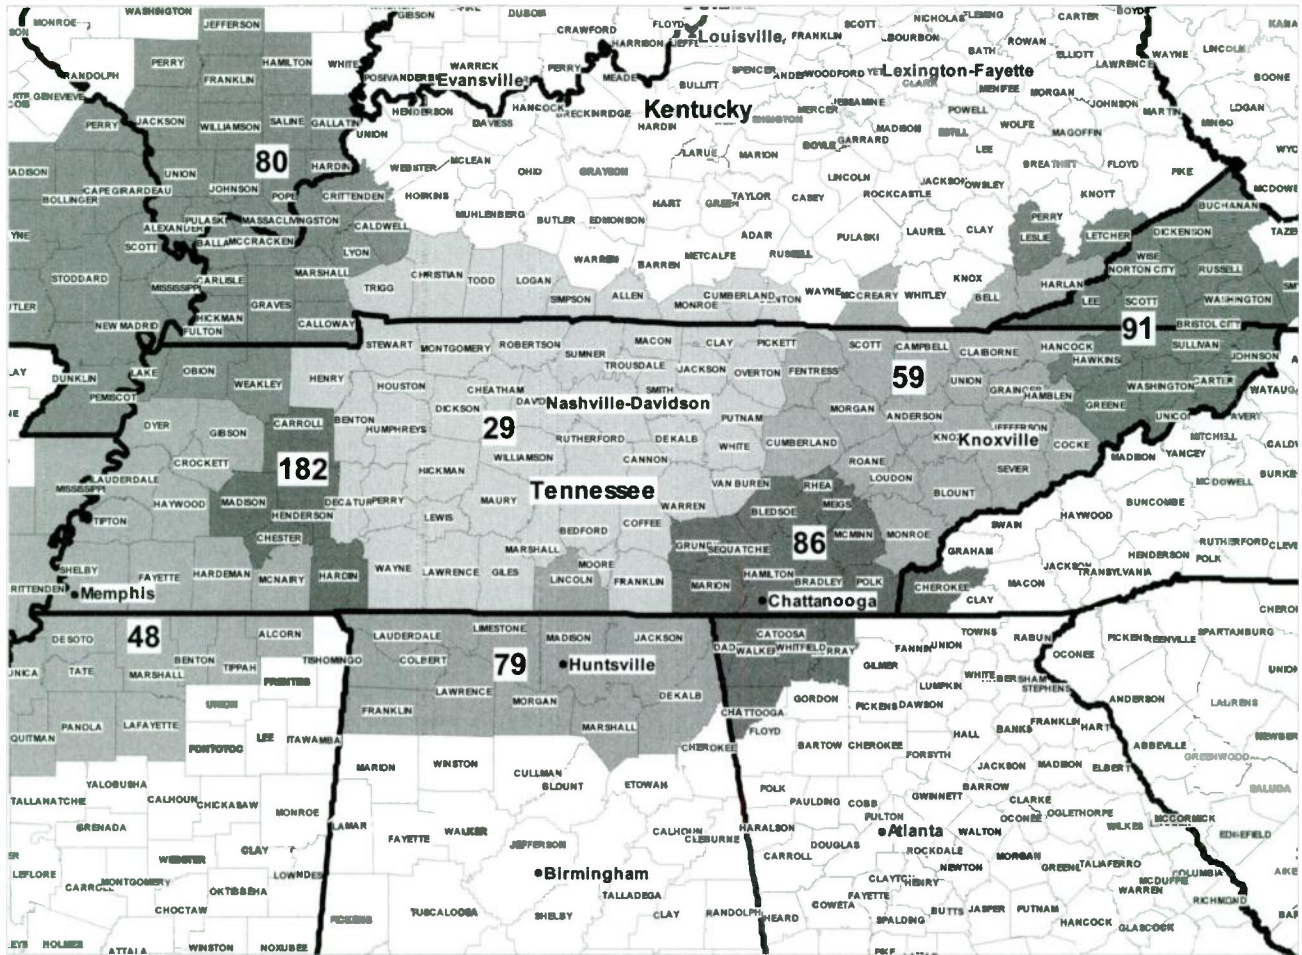 MONROE
WASHINGTON
JEFFERSON
GIBSON
DUBOIS
CRAWFORD
FLOYD
SCOTT
NICHOLAS
FLEMING
CARTER
BOYD
PERRY
HAMILTON
WHITE
HARRISON
Louisville
FRANKLIN
BOURBON
ROWAN
BATH
ELLIOTT
WAYNE
LINCOLN
LAWRENCE
RANDOLPH
FRANKLIN
WARRICK
Evansville
PERRY
MEADE
SPENCER
WOODFORD
Lexington-Fayette
CLARK
BOONE
BULLITT
MENIFEE
MORGAN
JOHNSON
HENDERSON
HANCOCK
BRECKINRIDGE
Kentucky
MERCER
JESSAMINE
POWELL
MARTIN
LOGAN
PERRY
JACKSON
WILLIAMSON
SALINE
GALLATIN
UNION
DAVIESS
HARDIN
MADISON
ESTILL
WOLFE
MAGOFFIN
MINGO
BOYLE
GARRARD
LEE
80
HARDIN
WEBSTER
MCLEAN
OHIO
GRAYSON
LARUE
MARION
BREATHITT
FLOYD
PIKE
UNION
LINCOLN
JACKSON
OWSLEY
BOLLINGER
CAPE GIRARDEAU
JOHNSON
POPE
CRITTENDEN
HOPKINS
HART
GREEN
TAYLOR
CASEY
ROCKCASTLE
KNOTT
BUCHANAN
PULASKI
MASSAC
LIVINGSTON
CALDWELL
MUHLENBERG
BUTLER
EDMONSON
PERRY
ALEXANDER
ADAIR
PULASKI
LAUREL
CLAY
LESLIE
LETCHER
DICKENSON
SCOTT
BALLARD
MCCRACKEN
LYON
WARREN
BARREN
METCALFE
RUSSELL
WISE
STODDARD
MISSISSIPPI
CARLISLE
MARSHALL
TRIGG
CHRISTIAN
TODD
LOGAN
KNOX
NORTON CITY
RUSSELL
HARLAN
GRAVES
SIMPSON
ALLEN
MONROE
CUMBERLAND
WAYNE
MCCREARY
WHITLEY
BELL
LEE
SCOTT
WASHINGTON
NEW MADRID
HICKMAN
FULTON
CALLOWAY
91
BRISTOL CITY
STEWART
MONTGOMERY
ROBERTSON
SUMNER
MACON
CLAY
PICKETT
SCOTT
CAMPBELL
CLAIBORNE
HANCOCK
SULLIVAN
HAWKINS
JOHNSON
DUNKLIN
LAKE
OBION
WEAKLEY
HENRY
HOUSTON
TROUSDALE
JACKSON
OVERTON
FENTRESS
59
UNION
GRAINGER
WASHINGTON
CARTER
PEMISCOT
CHEATHAM
SMITH
HAMBLEN
GREENE
DICKSON
Nashville-Davidson
MORGAN
ANDERSON
UNICOI
AVERY
DYER
GIBSON
CARROLL
BENTON
HUMPHREYS
29
PUTNAM
JEFFERSON
RUTHERFORD
DEKALB
WHITE
CUMBERLAND
Knoxville
COCKE
MITCHELL
WILLIAMSON
CANNON
ROANE
SEVIER
MADISON
YANCEY
CROCKETT
182
HICKMAN
LOUDON
LAUDERDALE
MISSISSIPPI
Tennessee
VAN BUREN
RHEA
BLOUNT
MCDOWELL
HAYWOOD
MADISON
DECATUR
PERRY
MAURY
WARREN
BLEDSOE
MEIGS
BUNCOMBE
TIPTON
HENDERSON
LEWIS
BEDFORD
COFFEE
SWAIN
HAYWOOD
CHESTER
GRUNDY
SEQUATCHIE
86
MCMINN
MONROE
RUTHERFORD
MARSHALL
GRAHAM
HENDERSON
POLK
SHELBY
FAYETTE
HARDEMAN
MCNAIRY
HARDIN
WAYNE
LAWRENCE
GILES
MOORE
LINCOLN
FRANKLIN
MARION
HAMILTON
BRADLEY
POLK
CHEROKEE
MACON
JACKSON
TRANSYLVANIA
Memphis
Chattanooga
CLAY
48
DESOTO
ALCORN
LAUDERDALE
LIMESTONE
MADISON
JACKSON
CATOOSA
TOWNS
RABUN
PICKENS
SPARTANBURG
WALKER
WHITFIELD
FANNIN
UNION
TATE
MARSHALL
BENTON
TIPPAH
TISHOMINGO
COLBERT
79
Huntsville
GILMER
WHITE
OCONEE
PRENTISS
LUMPKIN
STEPHENS
LAWRENCE
MORGAN
DEKALB
GORDON
PICKENS
DAWSON
ANDERSON
LAURENS
UNION
PANOLA
LAFAYETTE
FRANKLIN
MARSHALL
CHATTOOGA
FLOYD
HALL
BANKS
FRANKLIN
HART
QUITMAN
PONTOTOC
LEE
ITAWAMBA
CHEROKEE
BARTOW
CHEROKEE
FORSYTH
ABBEVILLE
GREENWOOD
MARION
WINSTON
CULLMAN
JACKSON
MADISON
ELBERT
YALOBUSHA
BLOUNT
ETOWAH
POLK
BARROW
SALUDA
TALLAHATCHIE
CALHOUN
CHICKASAW
MONROE
PAULDING
COBB
GWINNETT
CLARKE
FULTON
OCONEE
OGLETHORPE
WILKES
MCCORMICK
GRENADA
LAMAR
FAYETTE
WALKER
JEFFERSON
CALHOUN
CLEBURNE
HARALSON
Atlanta
WALTON
EDGEFIELD
WEBSTER
CLAY
CARROLL
DOUGLAS
ROCKDALE
MORGAN
GREENE
TALIAFERRO
LEFLORE
CARROLL
MONTGOMERY
LOWNDES
Birmingham
NEWTON
COLUMBIA
OKTIBBEHA
TALLADEGA
CLAYTON
HENRY
MCDUFFIE
WARREN
FAYETTE
RICHMOND
CHOCTAW
PICKENS
TUSCALOOSA
SHELBY
CLAY
RANDOLPH
HEARD
COWETA
BUTTS
JASPER
PUTNAM
SPALDING
HANCOCK
GLASCOCK
HOLMES
ATTALA
WINSTON
NOXUBEE
PIKE